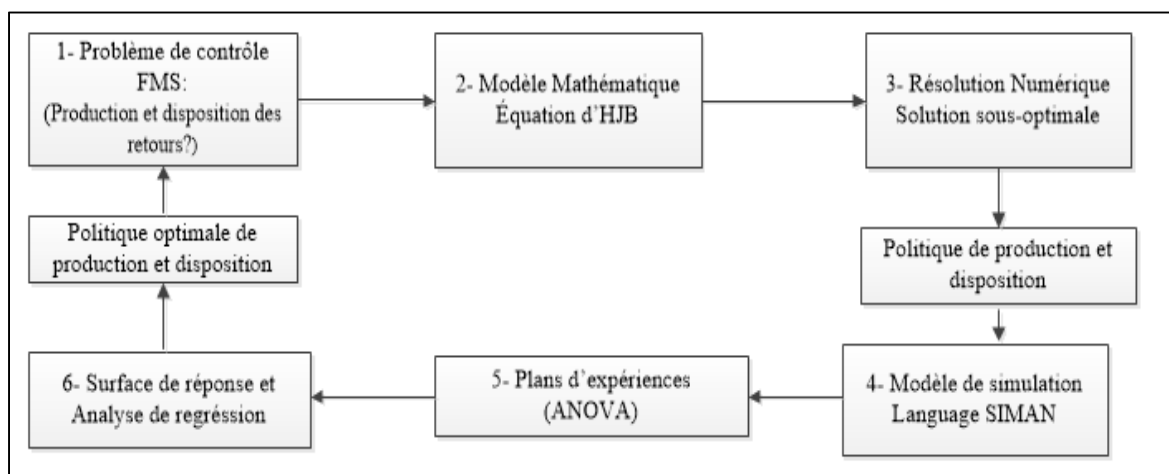 1- Problème de contrôle
FMS:
(Production et disposition des
retours?)
2- Modèle Mathématique
Équation d’HJB
3- Résolution Numérique
Solution sous-optimale
Politique de production et
disposition
4- Modèle de simulation
Language SIMAN
5- Plans d’expériences
(ANOVA)
6- Surface de réponse et
Analyse de regréssion
Politique optimale de
production et disposition